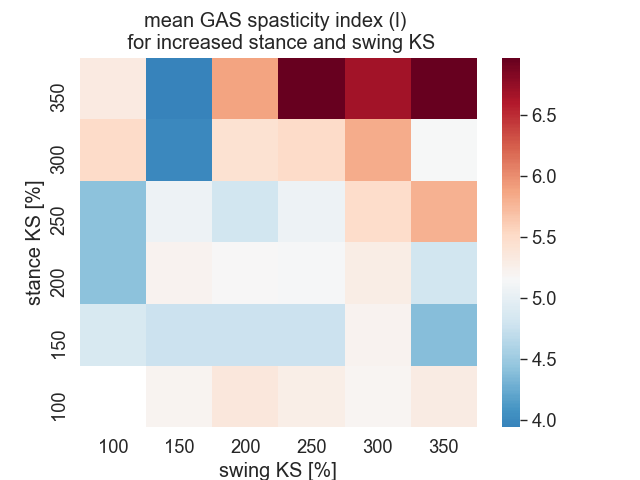 mean GAS spasticity index (I)
for increased stance and swing KS
stance KS [%]
350
300
250
200
150
100
100 150 200 250 300 350
swing KS [%]
6.5
6.0
5.5
5.0
4.5
4.0